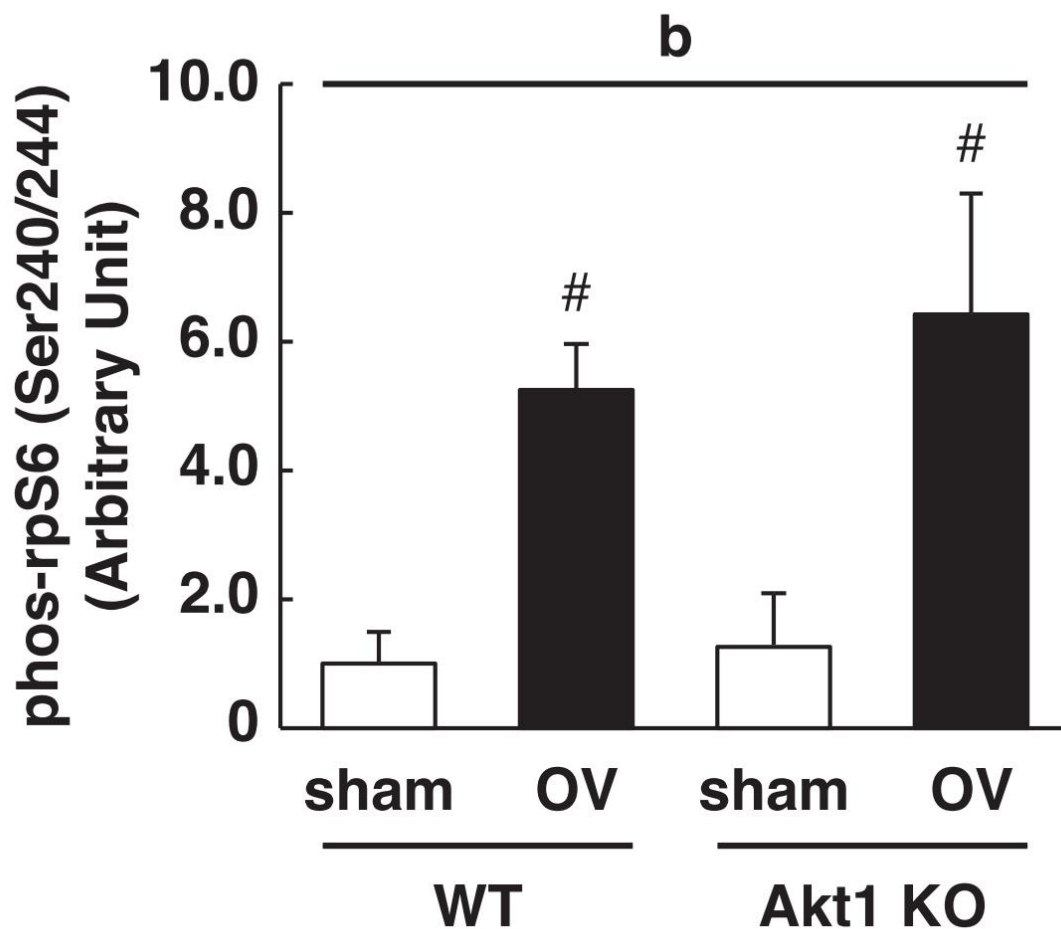 b
phos-rpS6 (Ser240/244)
(Arbitrary Unit)
10.0
8.0
6.0
4.0
2.0
0
#
#
sham OV sham OV
WT Akt1 KO